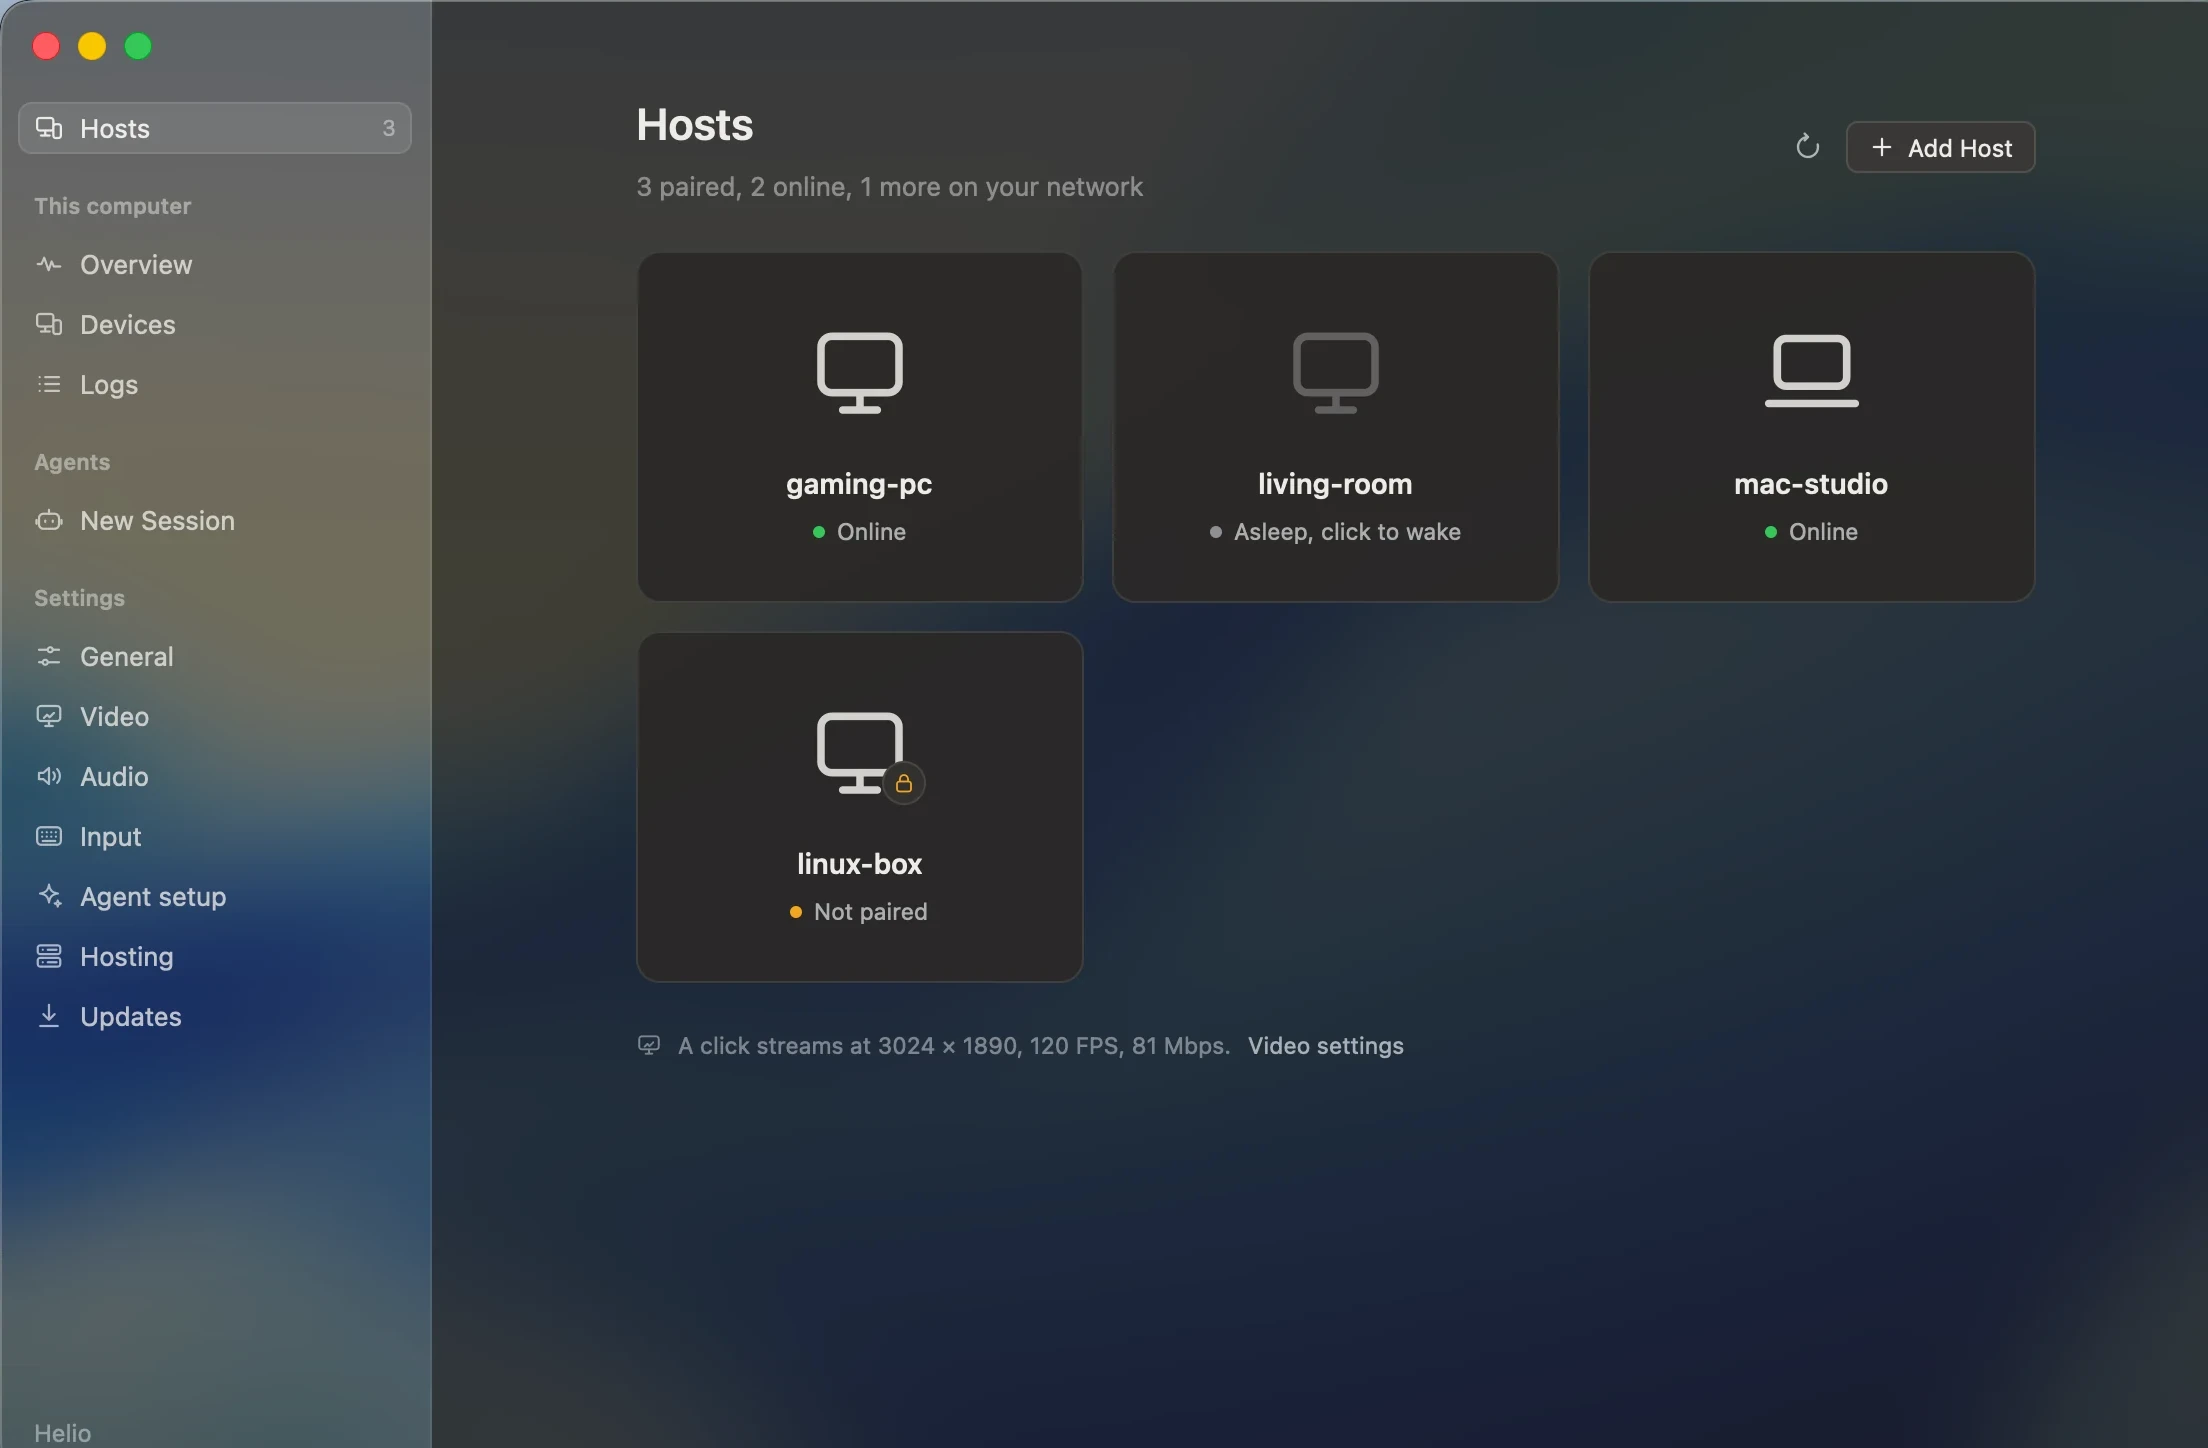 Hosts 3
This computer
Overview
Devices
Logs
Agents
New Session
Settings
General
Video
Audio
Input
Agent setup
Hosting
Updates
Helio
Hosts
3 paired, 2 online, 1 more on your network
Add Host
gaming-pc
Online
living-room
Asleep, click to wake
mac-studio
Online
linux-box
Not paired
A click streams at 3024 × 1890, 120 FPS, 81 Mbps. Video settings